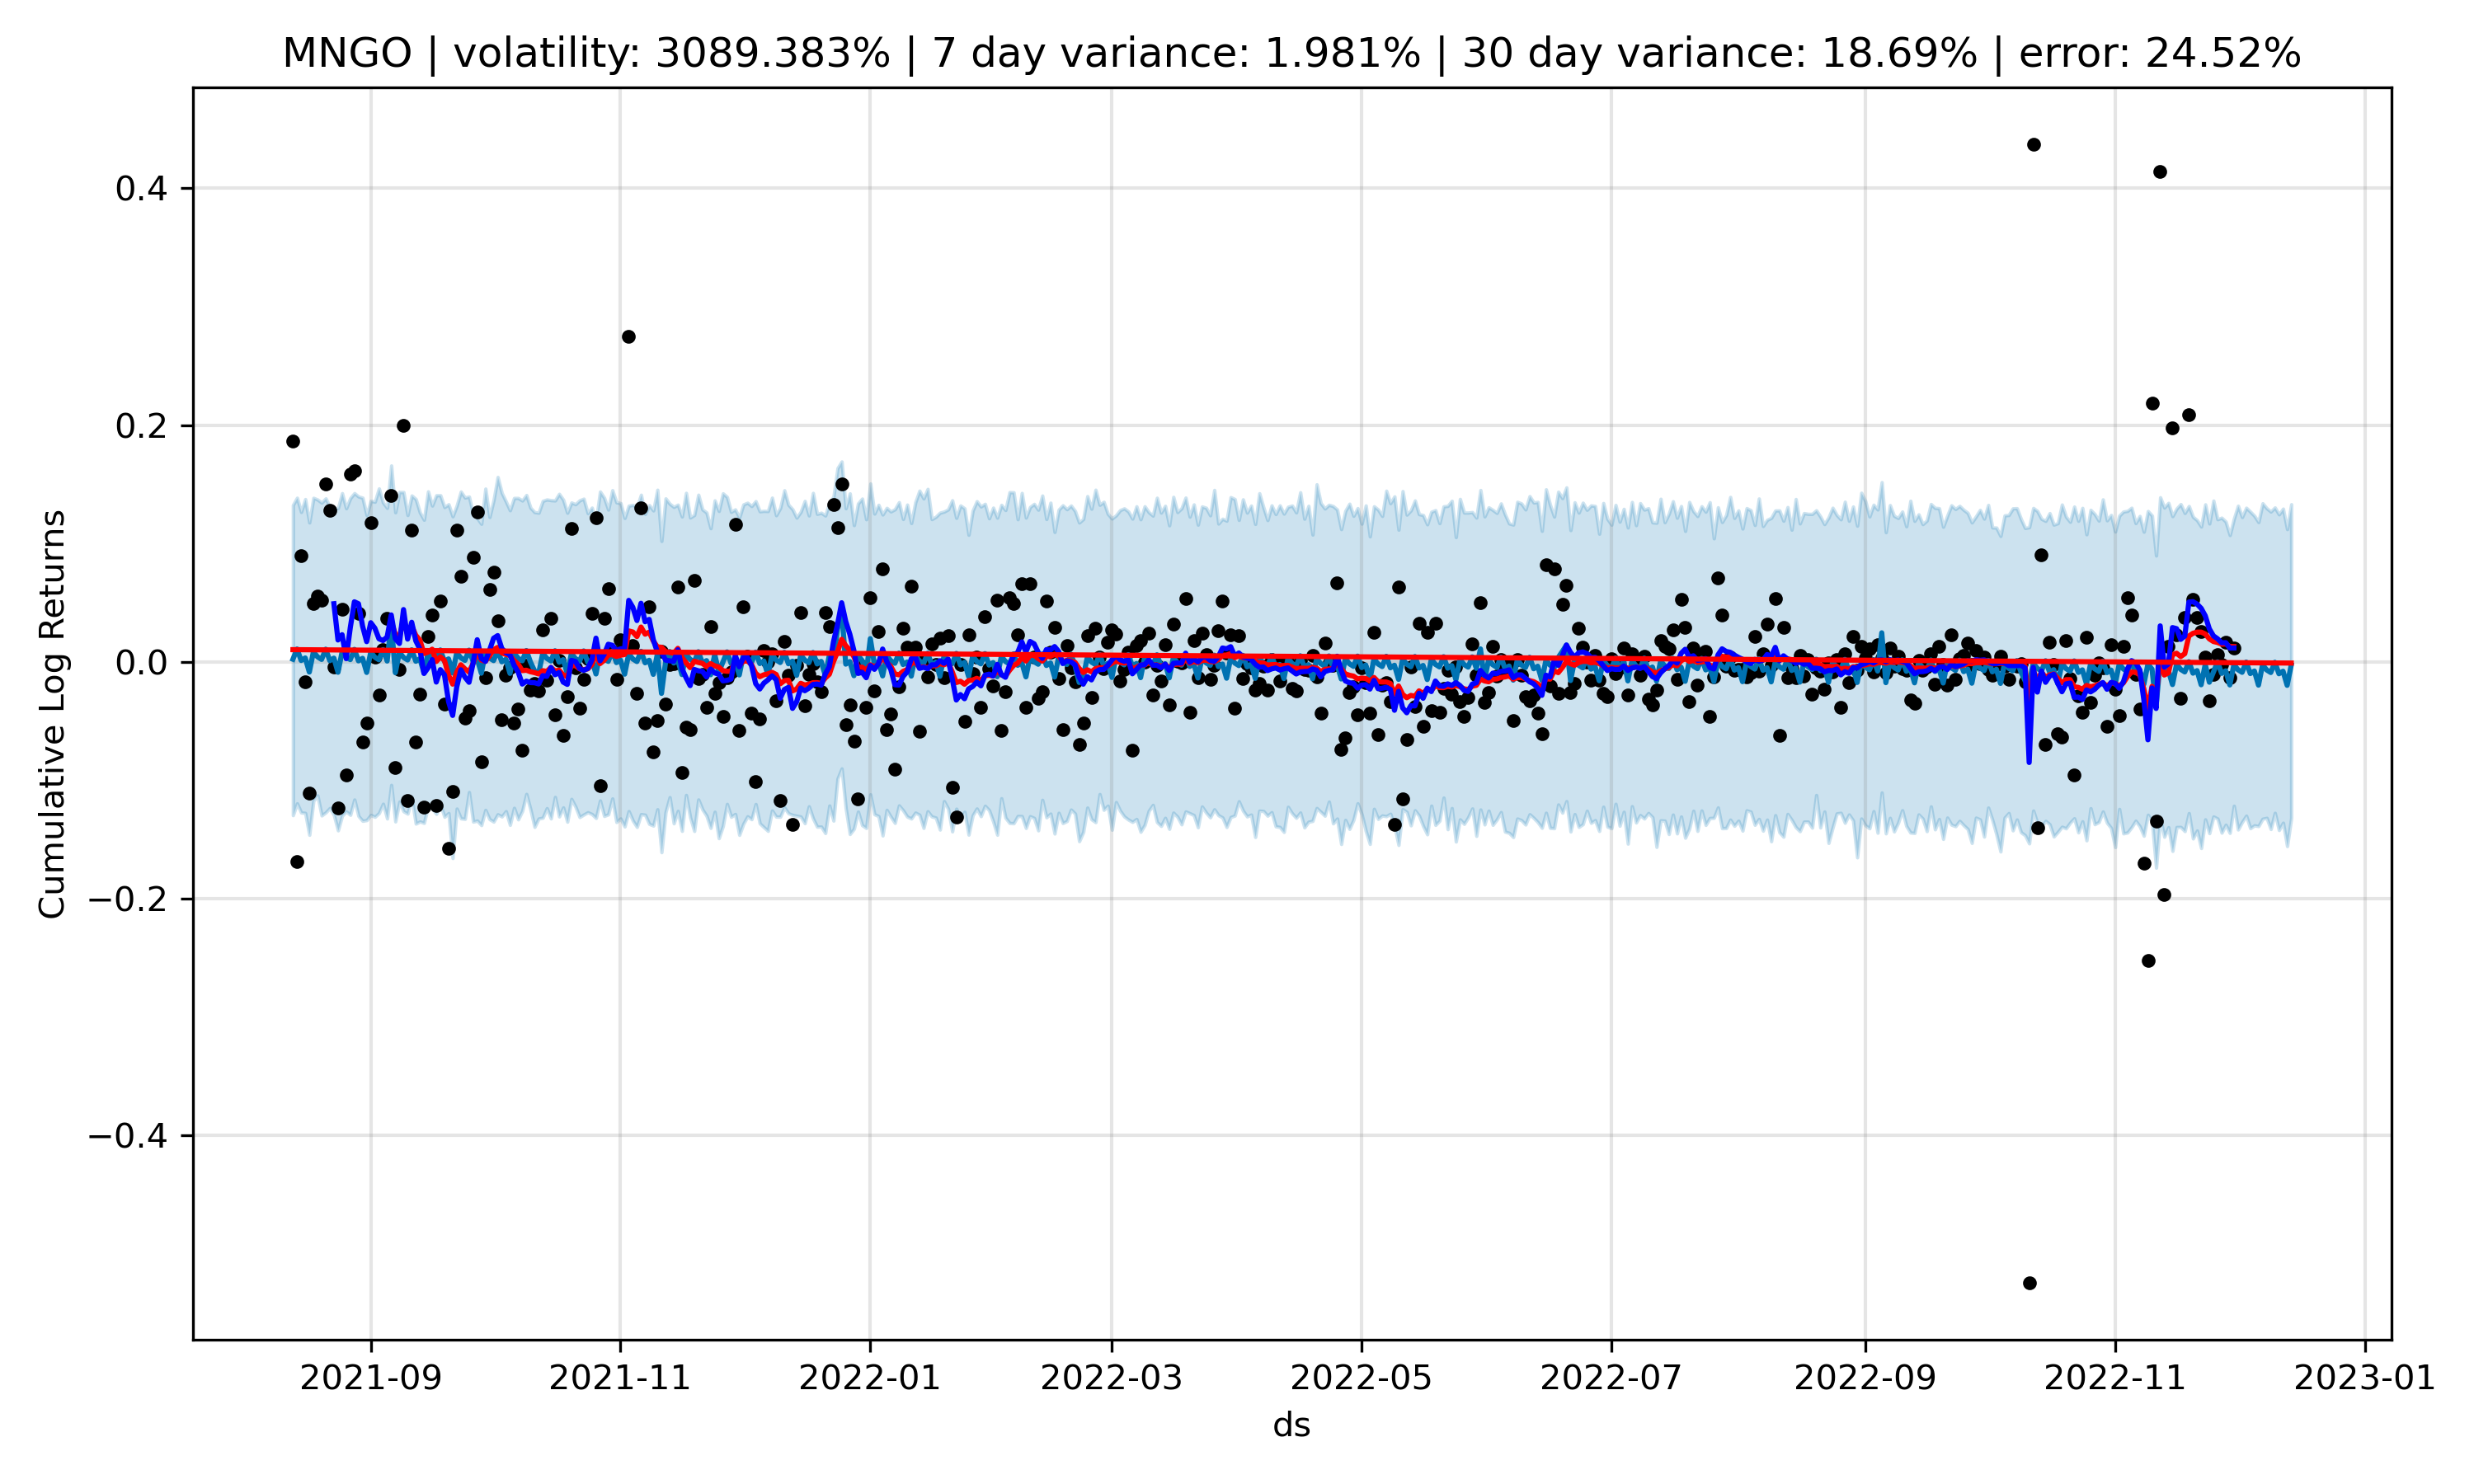 MNGO | volatility: 3089.383% | 7 day variance: 1.981% | 30 day variance: 18.69% | error: 24.52%
Cumulative Log Returns
0.4
0.2
0.0
−0.2
−0.4
2021-09 2021-11 2022-01 2022-03 2022-05 2022-07 2022-09 2022-11 2023-01
ds